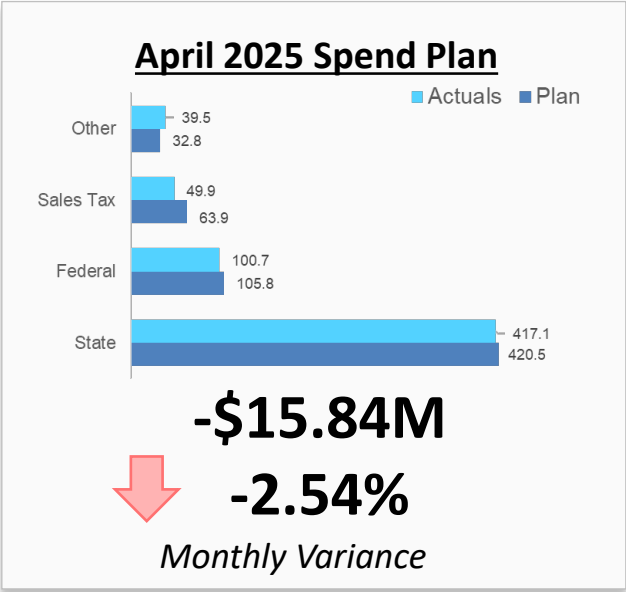 April 2025 Spend Plan
Actuals Plan
Other 39.5
32.8
Sales Tax 49.9
63.9
Federal 100.7
105.8
State 417.1
420.5
-$15.84M
-2.54%
Monthly Variance